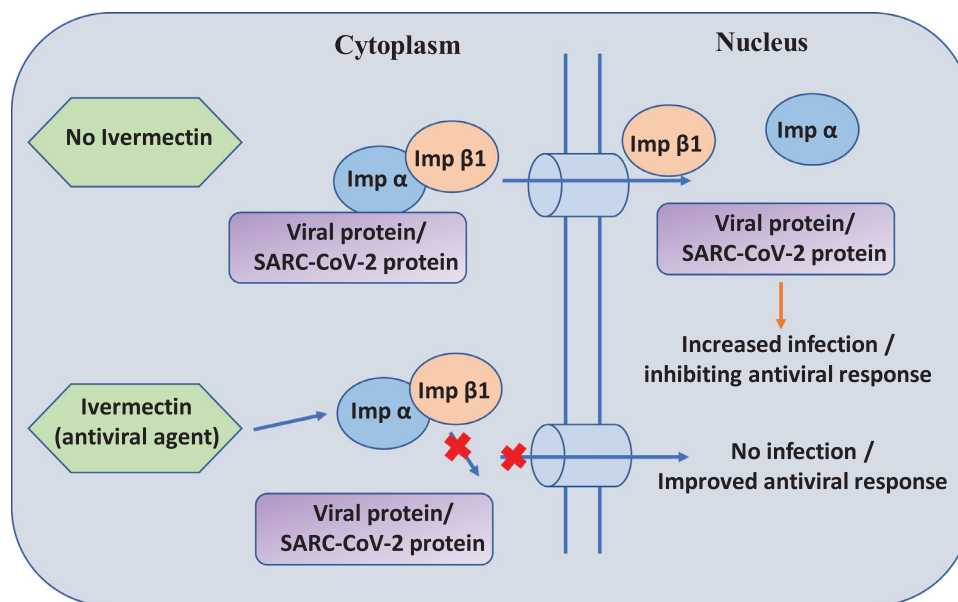 Cytoplasm
Nucleus
No Ivermectin
Imp α
Imp β1
Viral protein/
SARC-CoV-2 protein
Imp β1
Imp α
Viral protein/
SARC-CoV-2 protein
Increased infection /
inhibiting antiviral response
Ivermectin
(antiviral agent)
Imp α
Imp β1
Viral protein/
SARC-CoV-2 protein
No infection /
Improved antiviral response